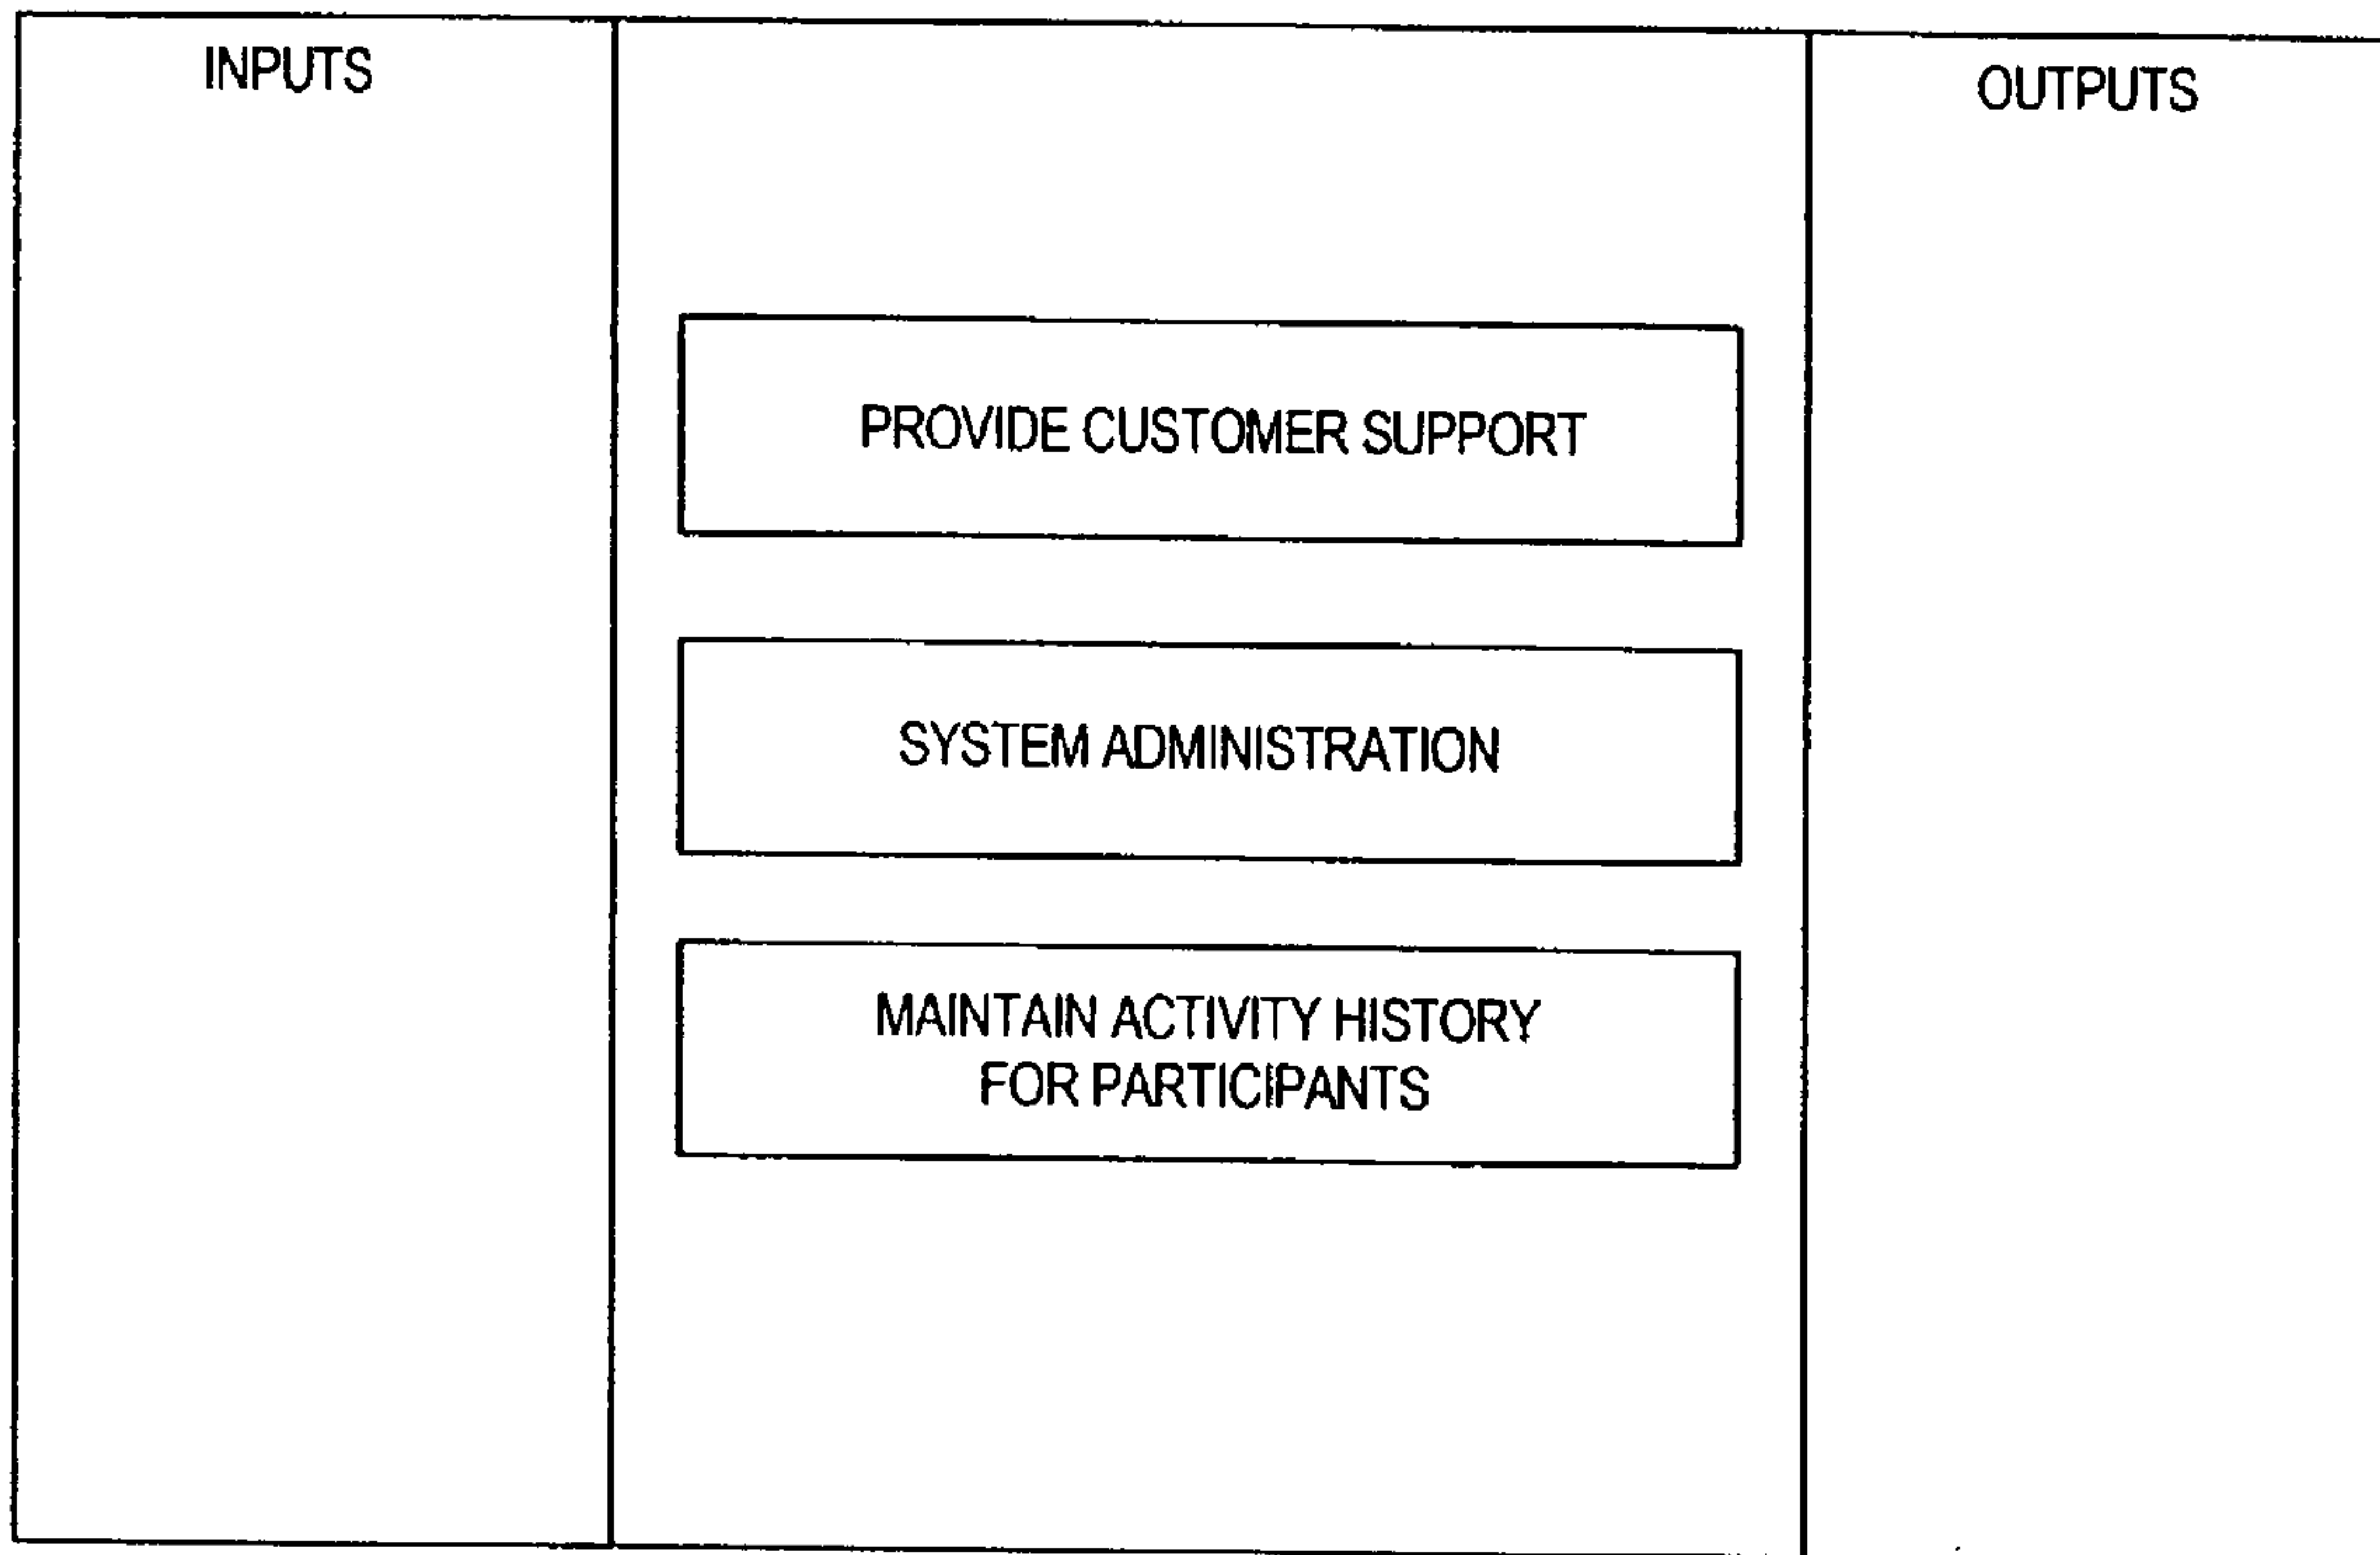 INPUTS
OUTPUTS
PROVIDE CUSTOMER SUPPORT
SYSTEM ADMINISTRATION
MAINTAIN ACTIVITY HISTORY
FOR PARTICIPANTS